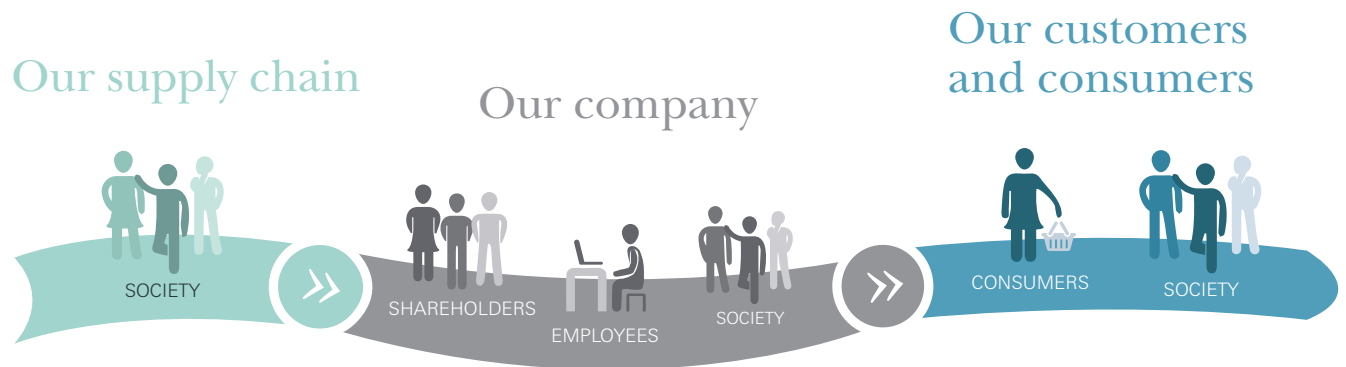 Our supply chain
SOCIETY
Our company
SHAREHOLDERS
EMPLOYEES
SOCIETY
Our customers
and consumers
CONSUMERS
SOCIETY